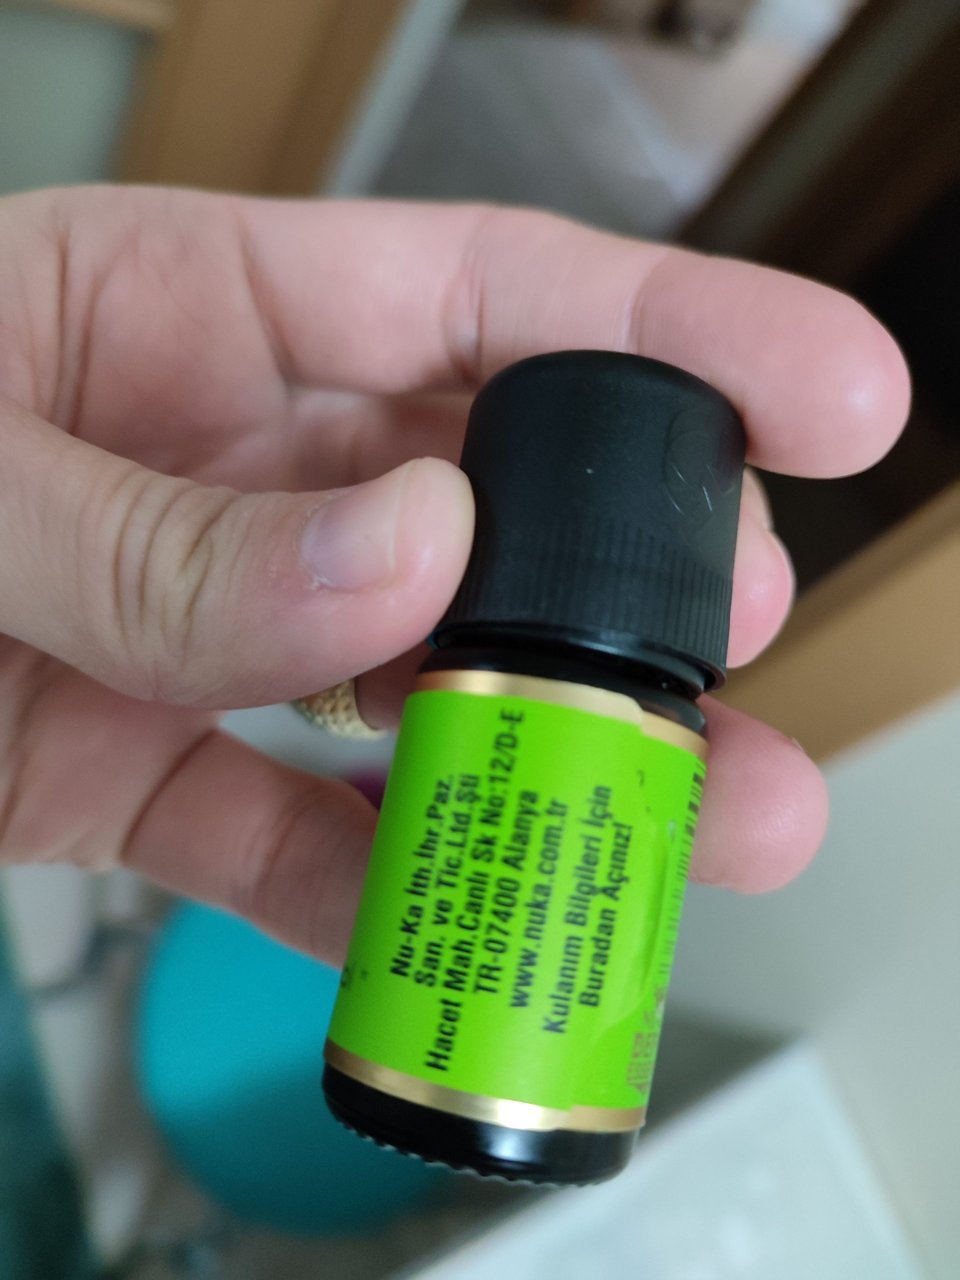 Nu-Ka İth.İhr.Paz.
San. ve Tic.Ltd.Şti
Hacet Mah.Canlı Sk No:12/D-E
TR-07400 Alanya
www.nuka.com.tr
Kulanım Bilgileri İçin
Buradan Açınız!